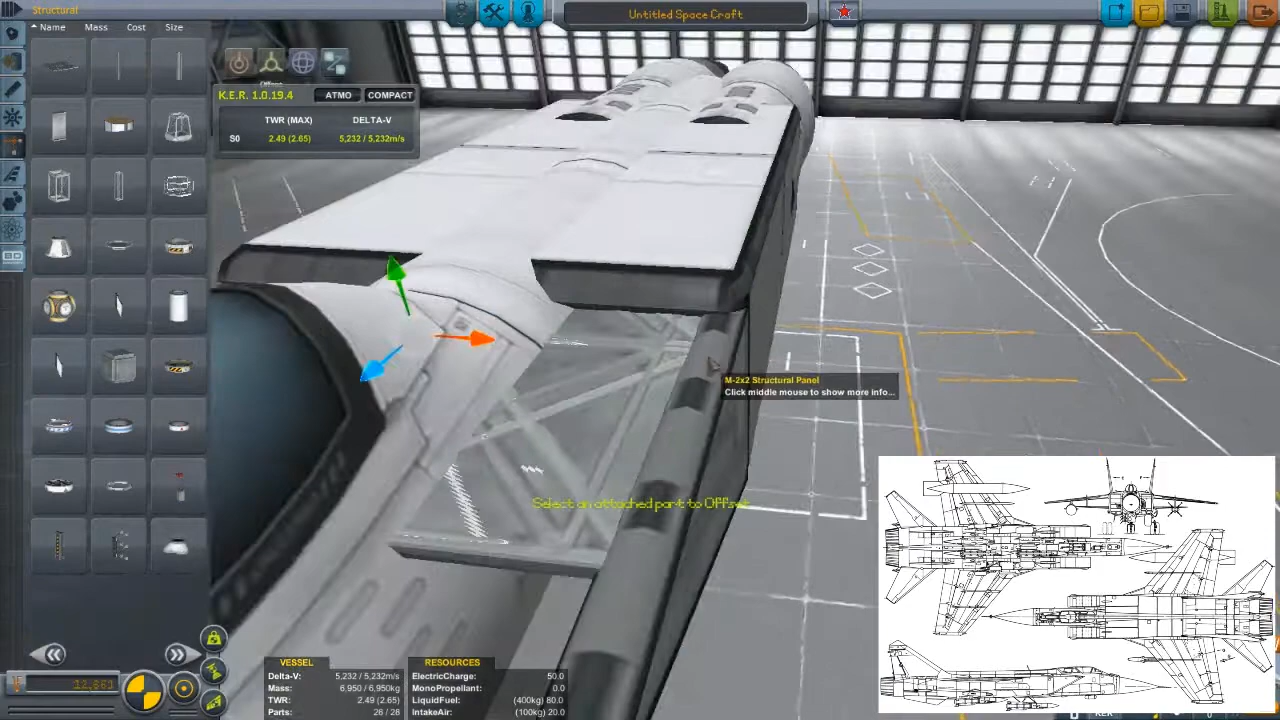 Structural
Untitled Space Craft
Name Mass Cost Size
K.E.R. 1.0.19.4 ATMO COMPACT
TWR (MAX) DELTA-V
S0 2.49 (2.65) 5,232 / 5,232m/s
M-2x2 Structural Panel
Click middle mouse to show more info...
Select an attached part to Offset
VESSEL
Delta-V: 5,232 / 5,232m/s
Mass: 6,950 / 6,950kg
TWR: 2.49 (2.65)
Parts: 26 / 26
RESOURCES
ElectricCharge: 50.0
MonoPropellant: 0.0
LiquidFuel: (400kg) 80.0
IntakeAir: (100kg) 20.0